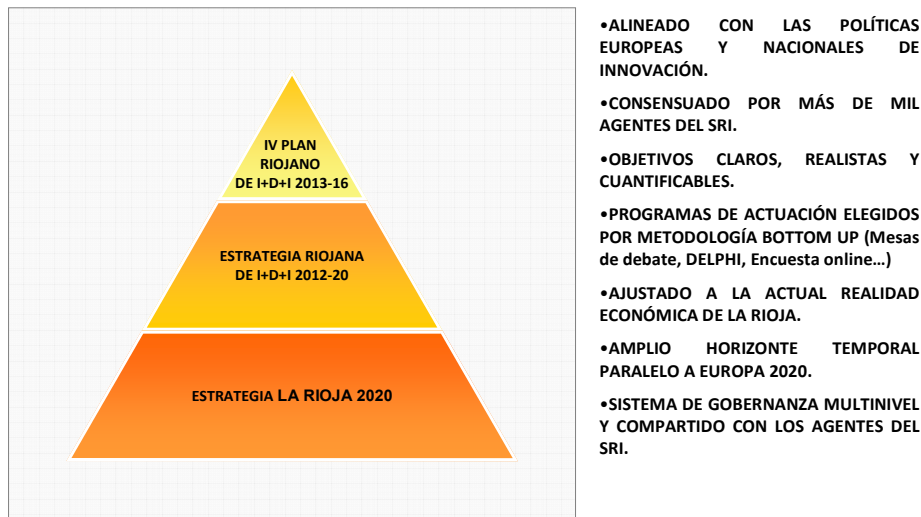 IV PLAN
RIOJANO
DE I+D+I 2013-16
ESTRATEGIA RIOJANA
DE I+D+I 2012-20
ESTRATEGIA LA RIOJA 2020
•ALINEADO CON LAS POLÍTICAS
EUROPEAS Y NACIONALES DE
INNOVACIÓN.
•CONSENSUADO POR MÁS DE MIL
AGENTES DEL SRI.
•OBJETIVOS CLAROS, REALISTAS Y
CUANTIFICABLES.
•PROGRAMAS DE ACTUACIÓN ELEGIDOS
POR METODOLOGÍA BOTTOM UP (Mesas
de debate, DELPHI, Encuesta online…)
•AJUSTADO A LA ACTUAL REALIDAD
ECONÓMICA DE LA RIOJA.
•AMPLIO HORIZONTE TEMPORAL
PARALELO A EUROPA 2020.
•SISTEMA DE GOBERNANZA MULTINIVEL
Y COMPARTIDO CON LOS AGENTES DEL
SRI.